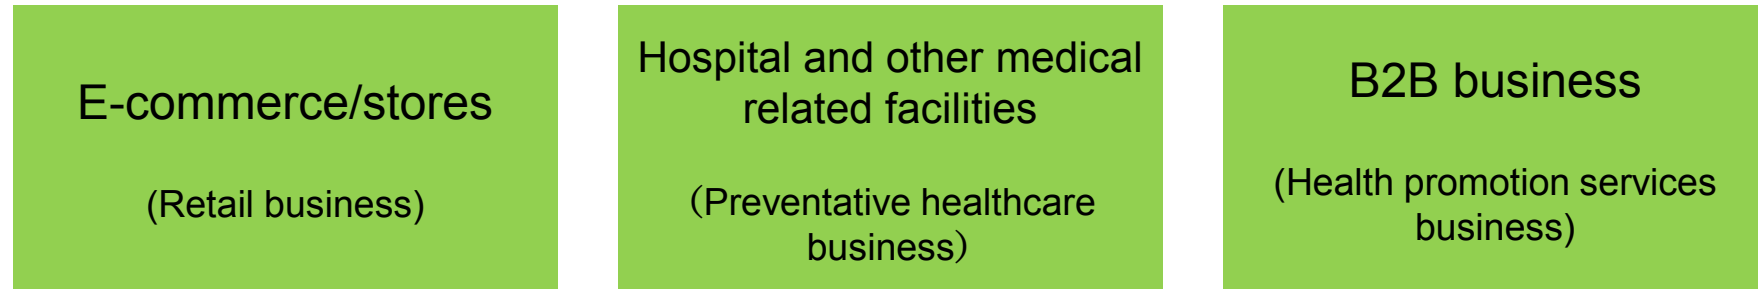 E-commerce/stores
(Retail business)
Hospital and other medical
related facilities
（Preventative healthcare
business）
B2B business
(Health promotion services
business)